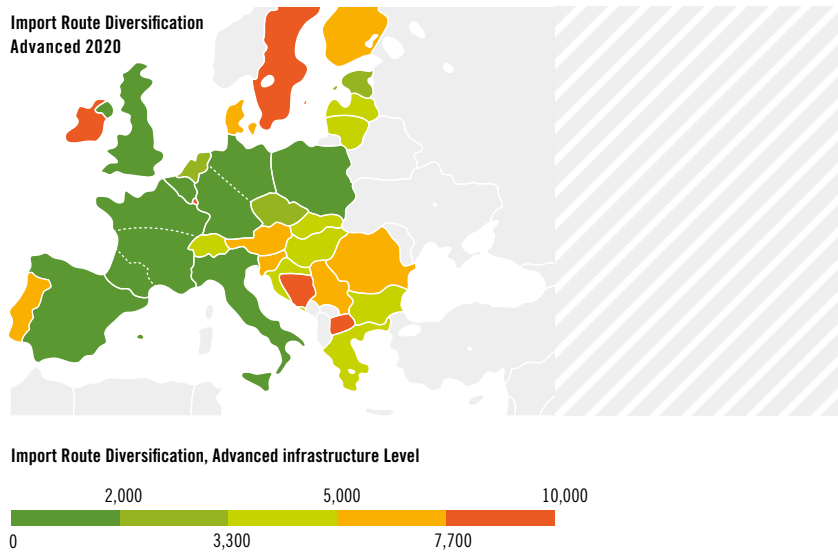 Import Route Diversification
Advanced 2020
Import Route Diversification, Advanced infrastructure Level
2,000 5,000 10,000
0 3,300 7,700